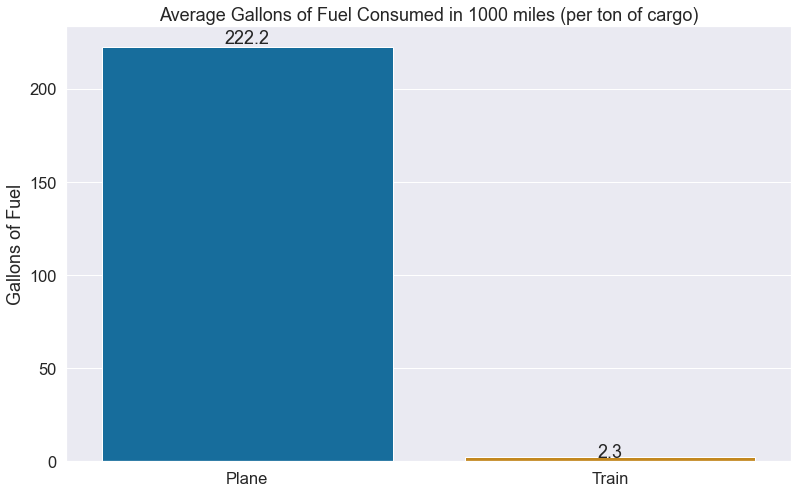 Average Gallons of Fuel Consumed in 1000 miles (per ton of cargo)
222.2
200
150
100
50
0
Gallons of Fuel
2.3
Plane
Train